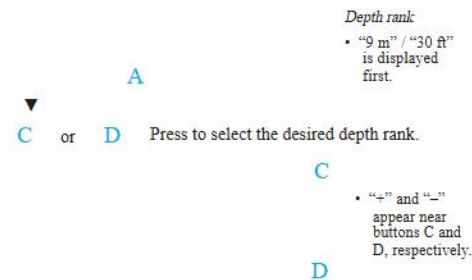 Depth rank
• “9 m” / “30 ft”
is displayed
first.
A
▼
C or D Press to select the desired depth rank.
C
• “+” and “–”
appear near
buttons C and
D, respectively.
D